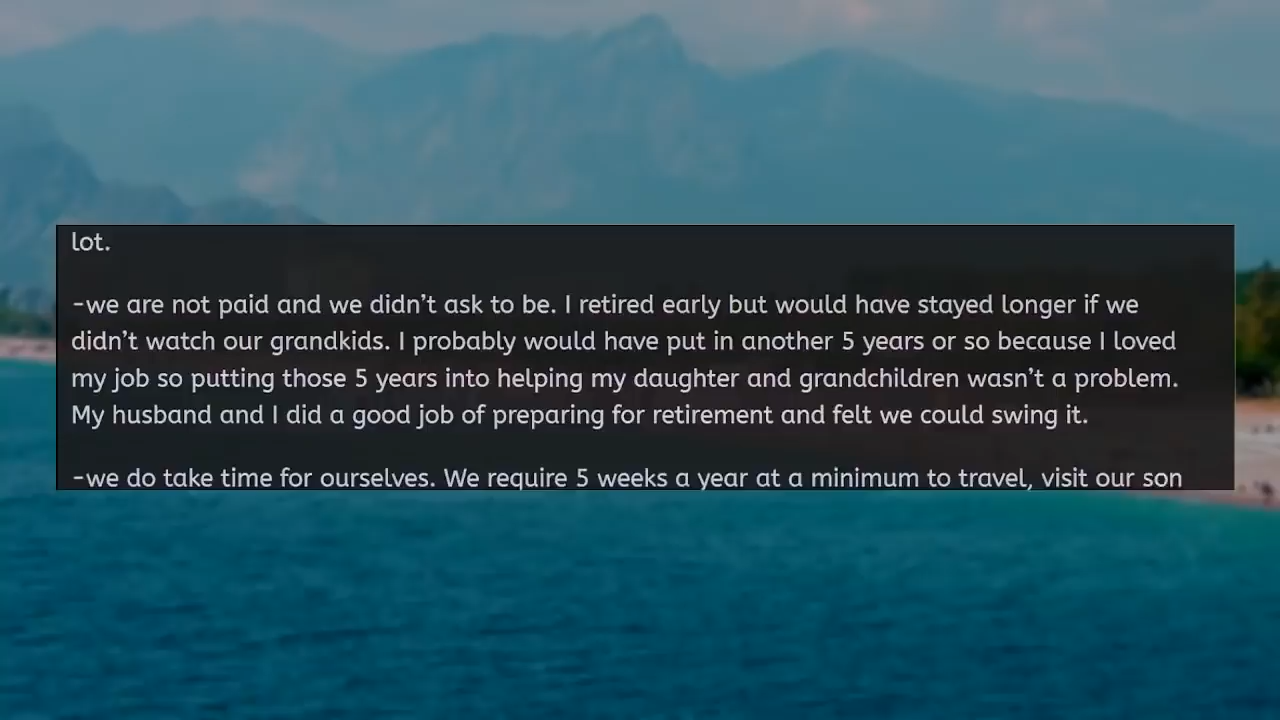 lot.
-we are not paid and we didn’t ask to be. I retired early but would have stayed longer if we
didn’t watch our grandkids. I probably would have put in another 5 years or so because I loved
my job so putting those 5 years into helping my daughter and grandchildren wasn’t a problem.
My husband and I did a good job of preparing for retirement and felt we could swing it.
-we do take time for ourselves. We require 5 weeks a year at a minimum to travel, visit our son